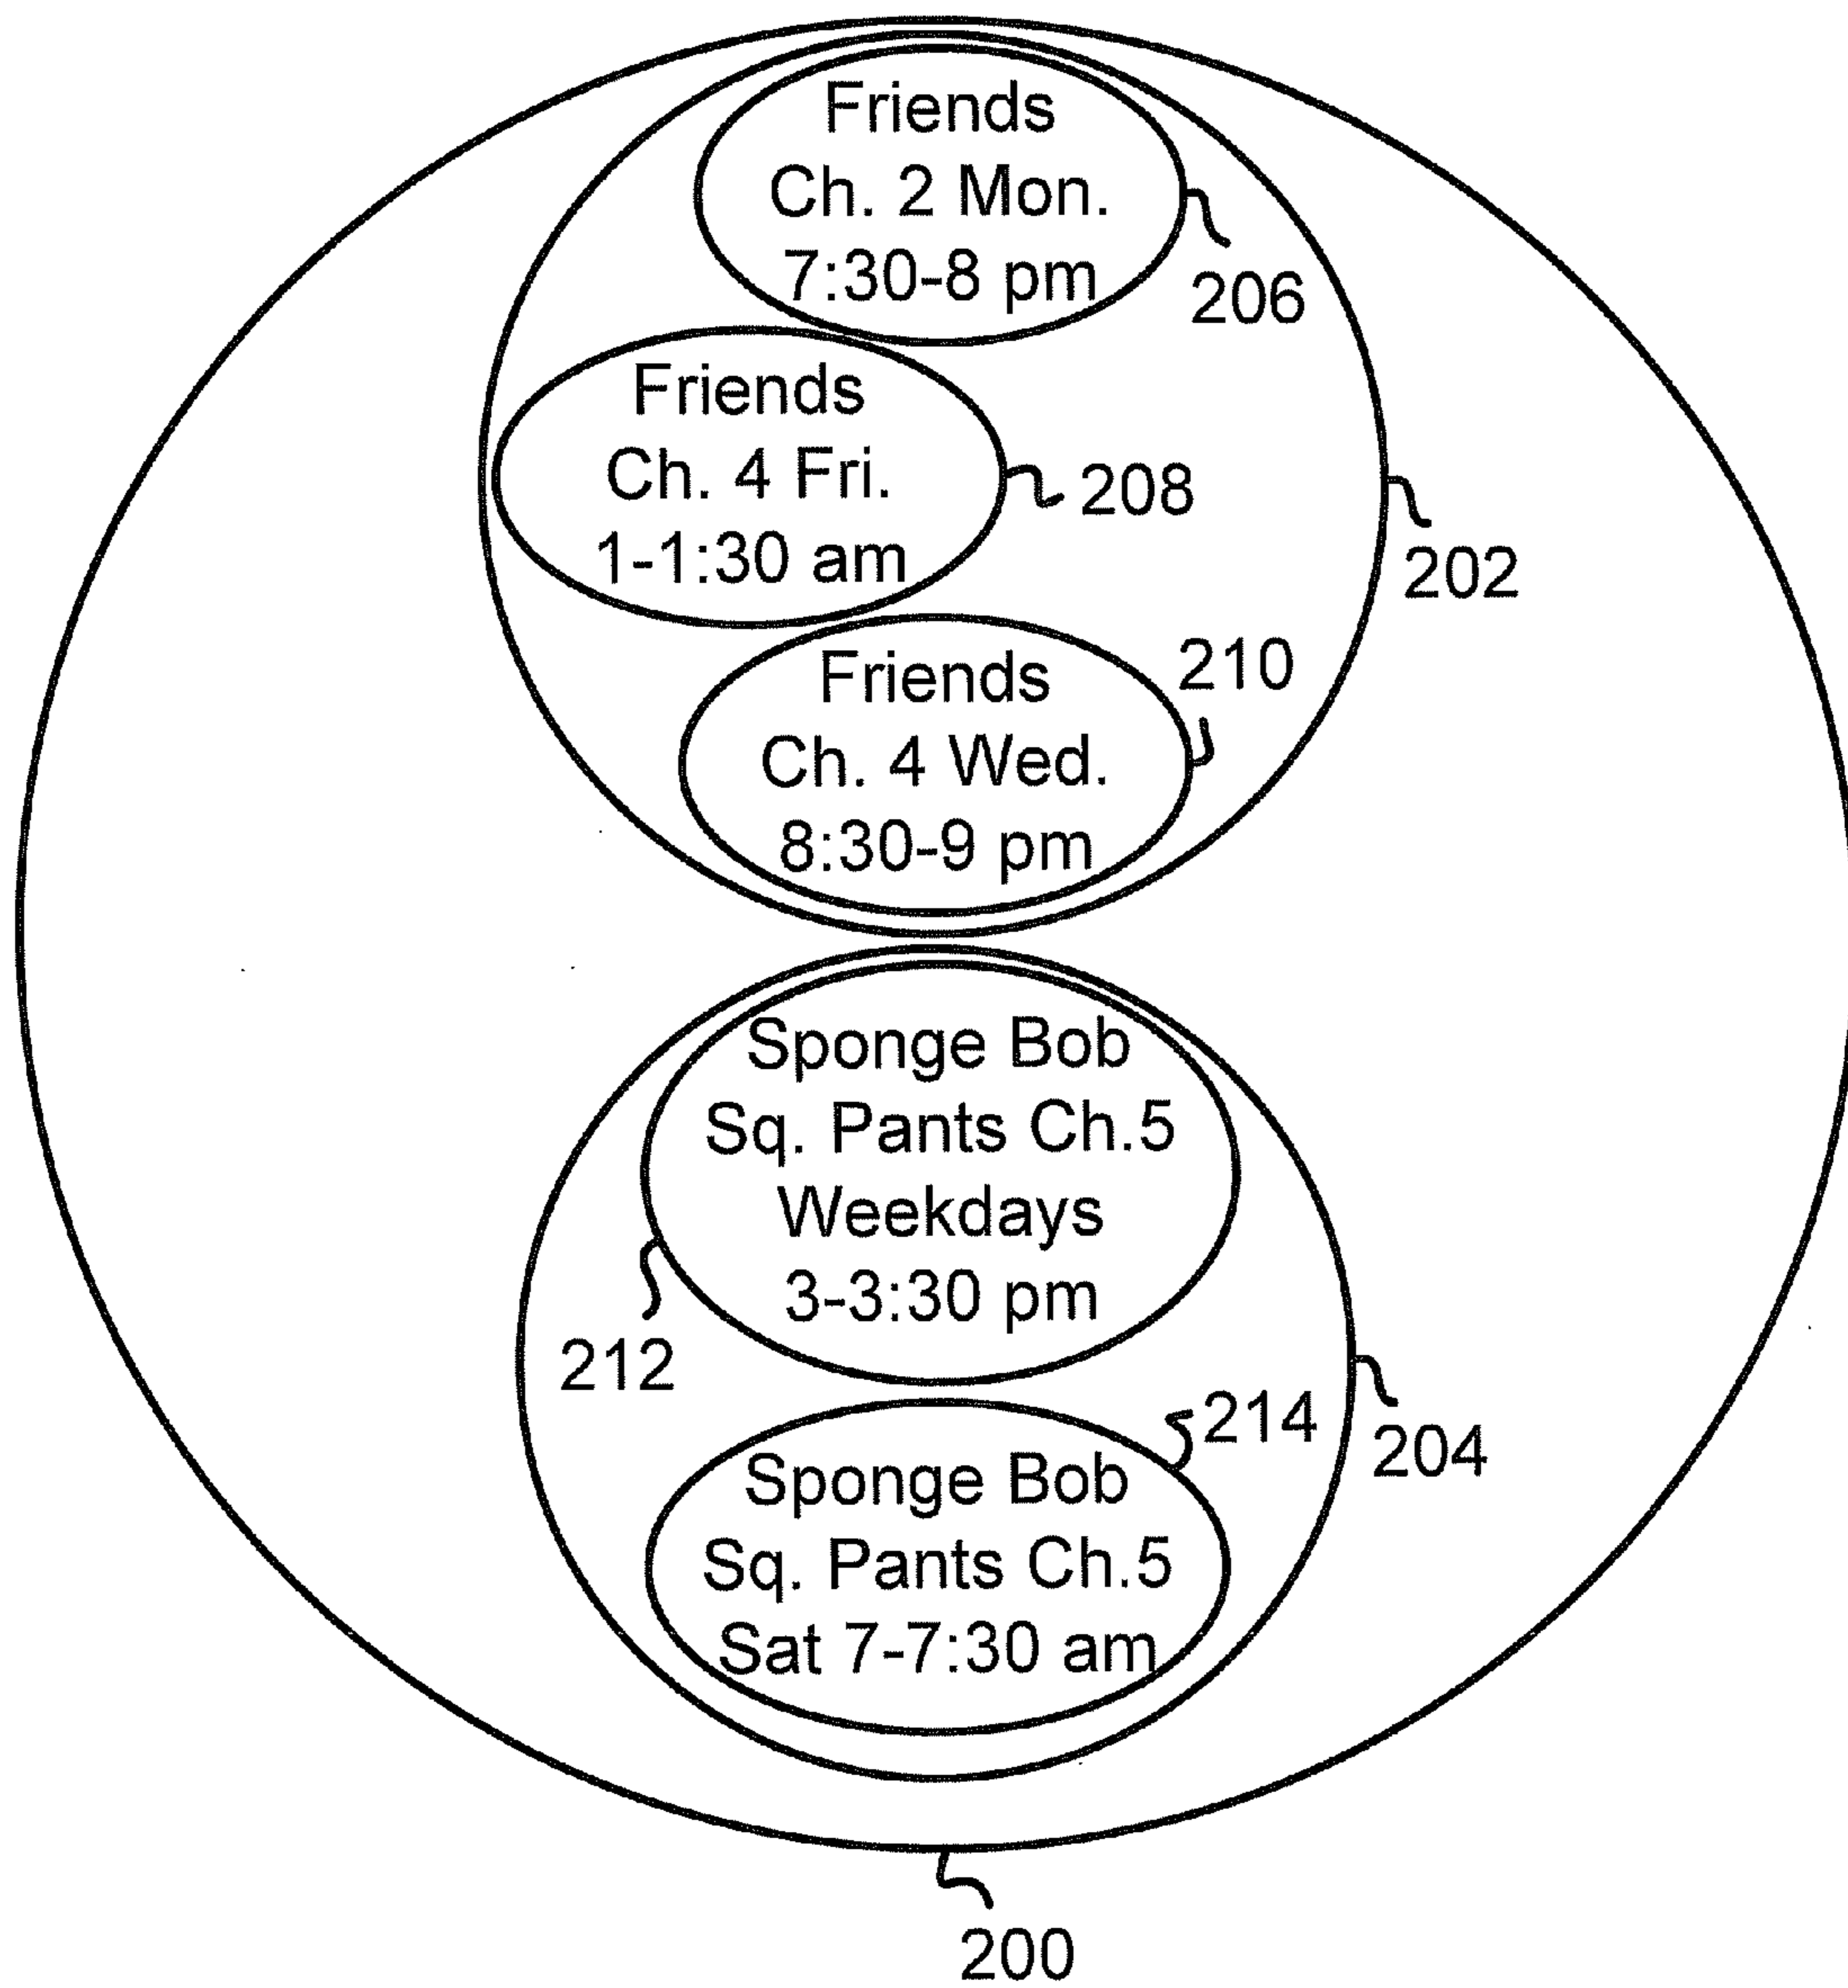 Friends
Ch. 2 Mon.
7:30-8 pm
206
Friends
Ch. 4 Fri.
1-1:30 am
208
202
210
Friends
Ch. 4 Wed.
8:30-9 pm
Sponge Bob
Sq. Pants Ch.5
Weekdays
3-3:30 pm
212
214
204
Sponge Bob
Sq. Pants Ch.5
Sat 7-7:30 am
200